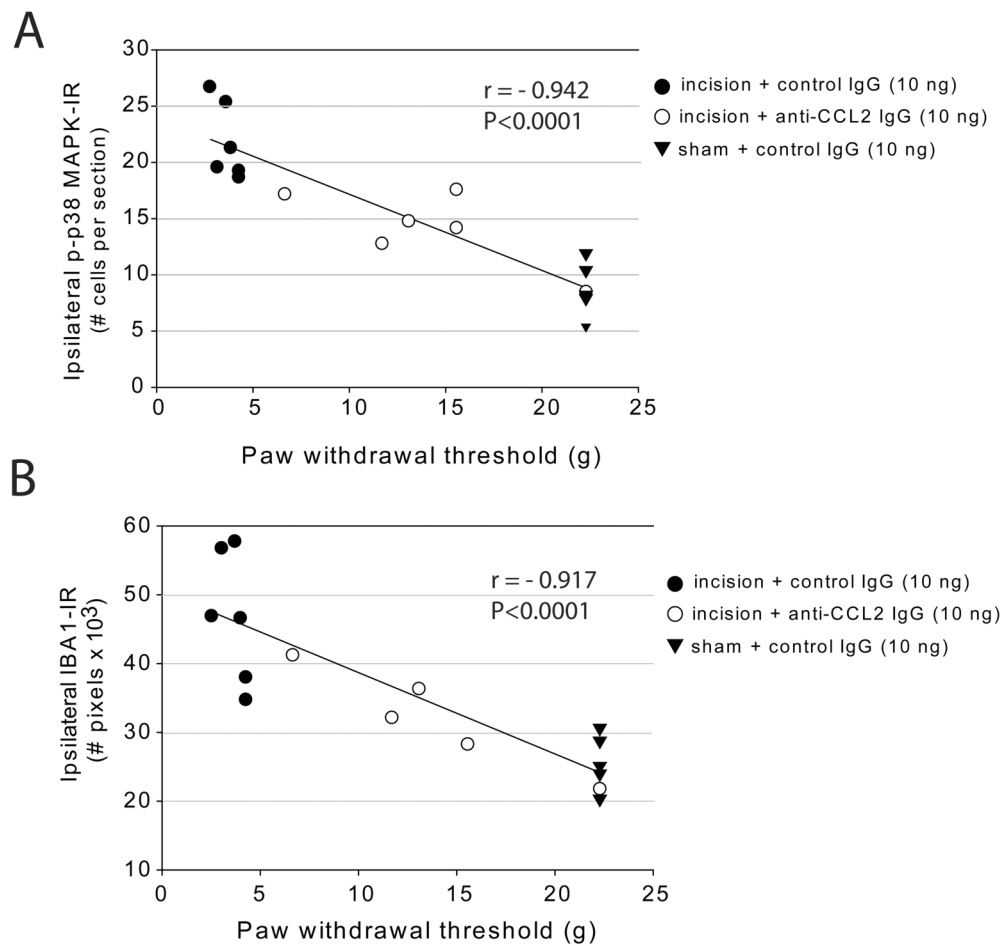 A
30
25
20
15
10
5
0
Ipsilateral p-p38 MAPK-IR
(# cells per section)
r = - 0.942
P<0.0001
incision + control IgG (10 ng)
incision + anti-CCL2 IgG (10 ng)
sham + control IgG (10 ng)
0 5 10 15 20 25
Paw withdrawal threshold (g)
B
60
50
40
30
20
10
Ipsilateral IBA1-IR
(# pixels x 10³)
r = - 0.917
P<0.0001
incision + control IgG (10 ng)
incision + anti-CCL2 IgG (10 ng)
sham + control IgG (10 ng)
0 5 10 15 20 25
Paw withdrawal threshold (g)